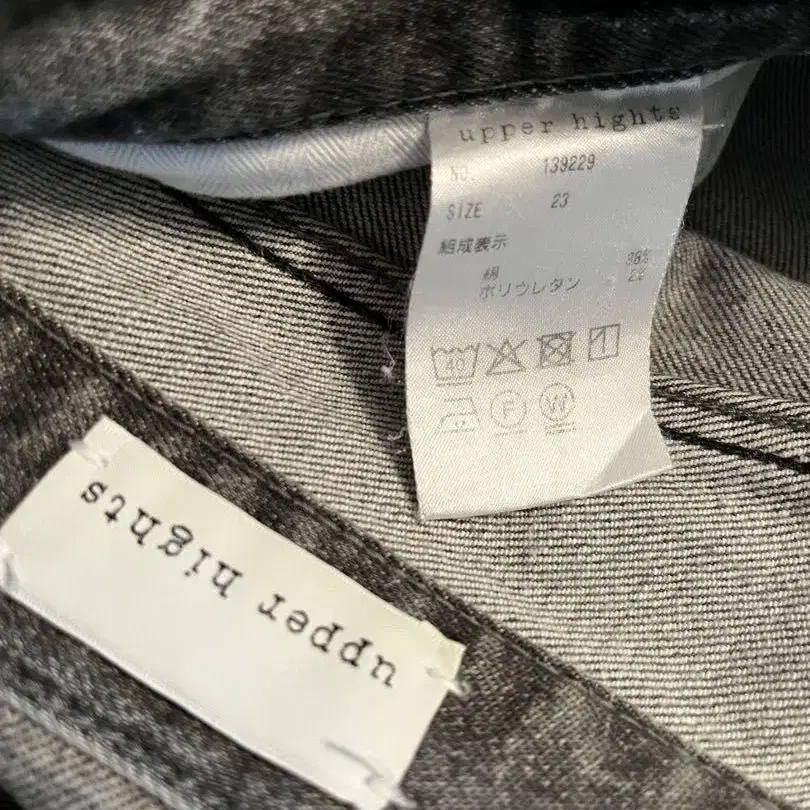 upper hights
NO. 139229
SIZE 23
組成表示
綿 98%
ポリウレタン 2%
40
F W
upper hights